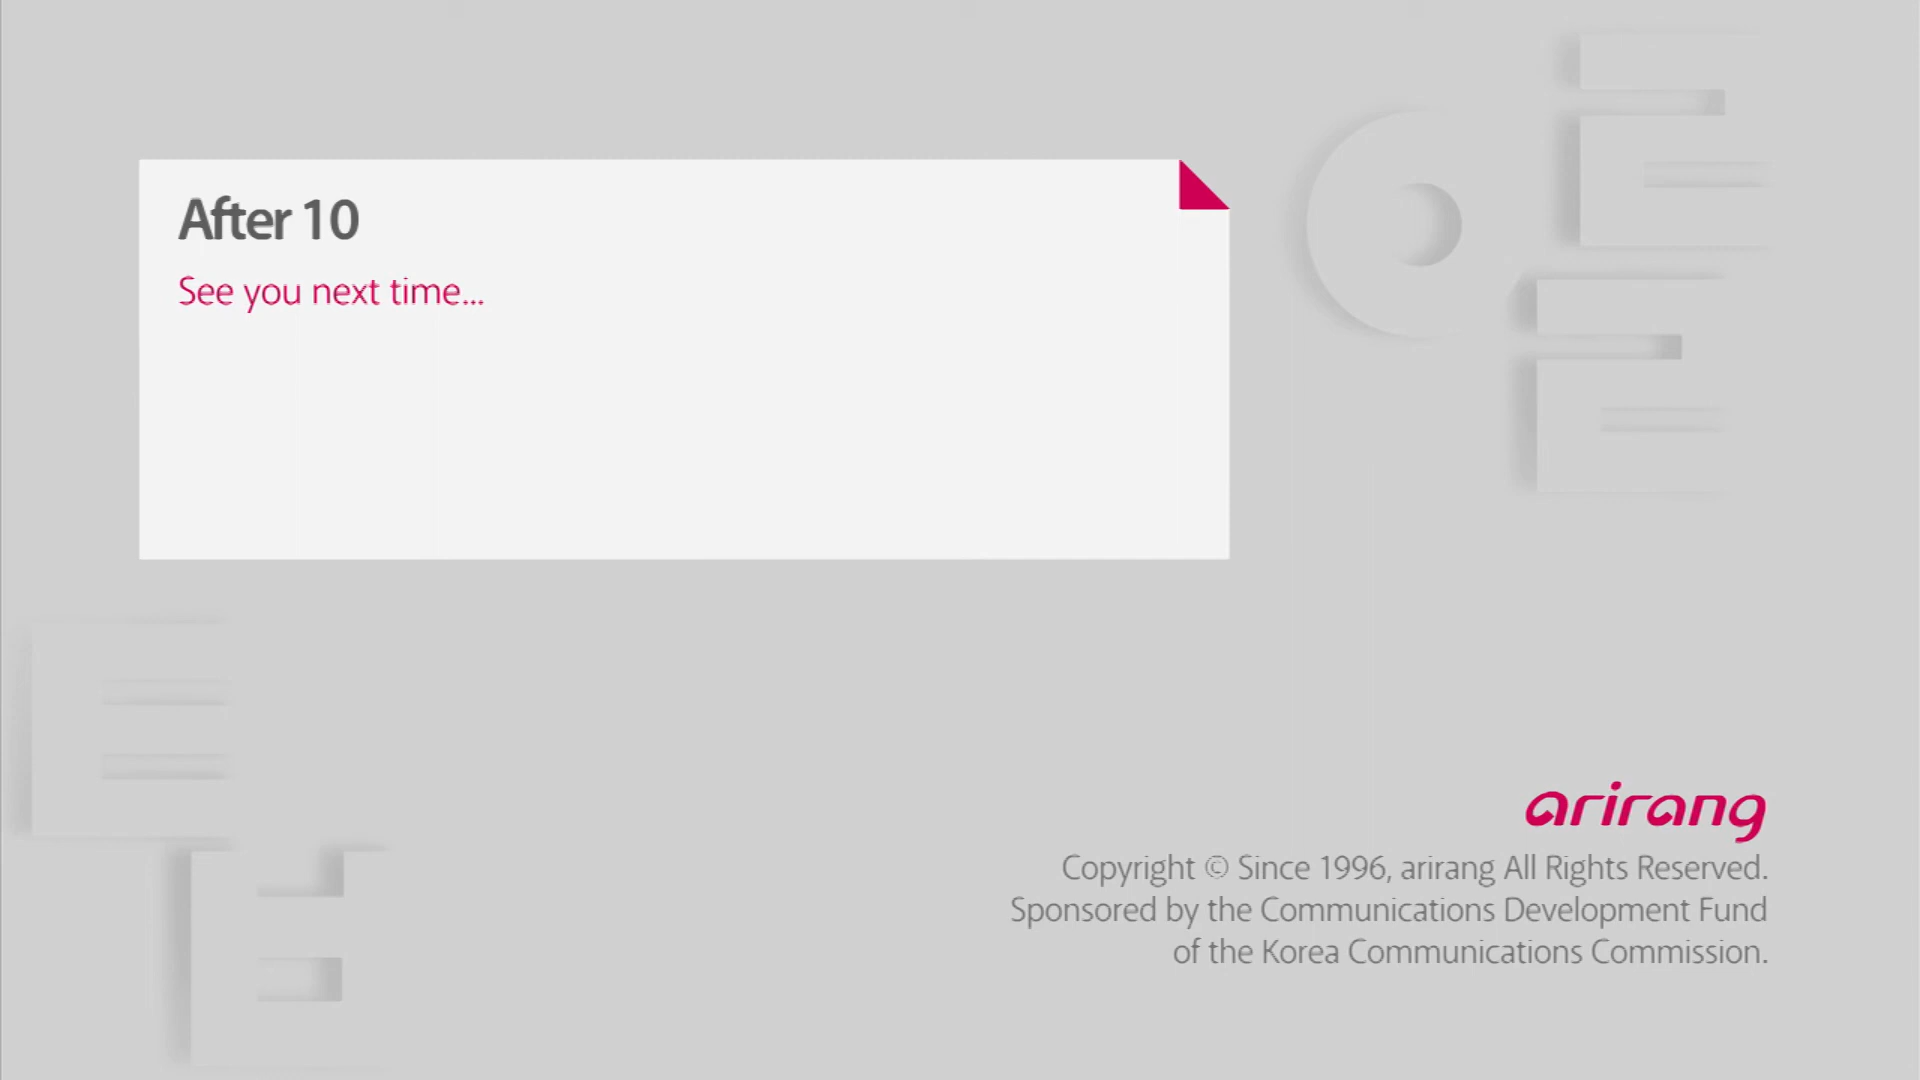 After 10
See you next time...
arirang
Copyright © Since 1996, arirang All Rights Reserved.
Sponsored by the Communications Development Fund
of the Korea Communications Commission.